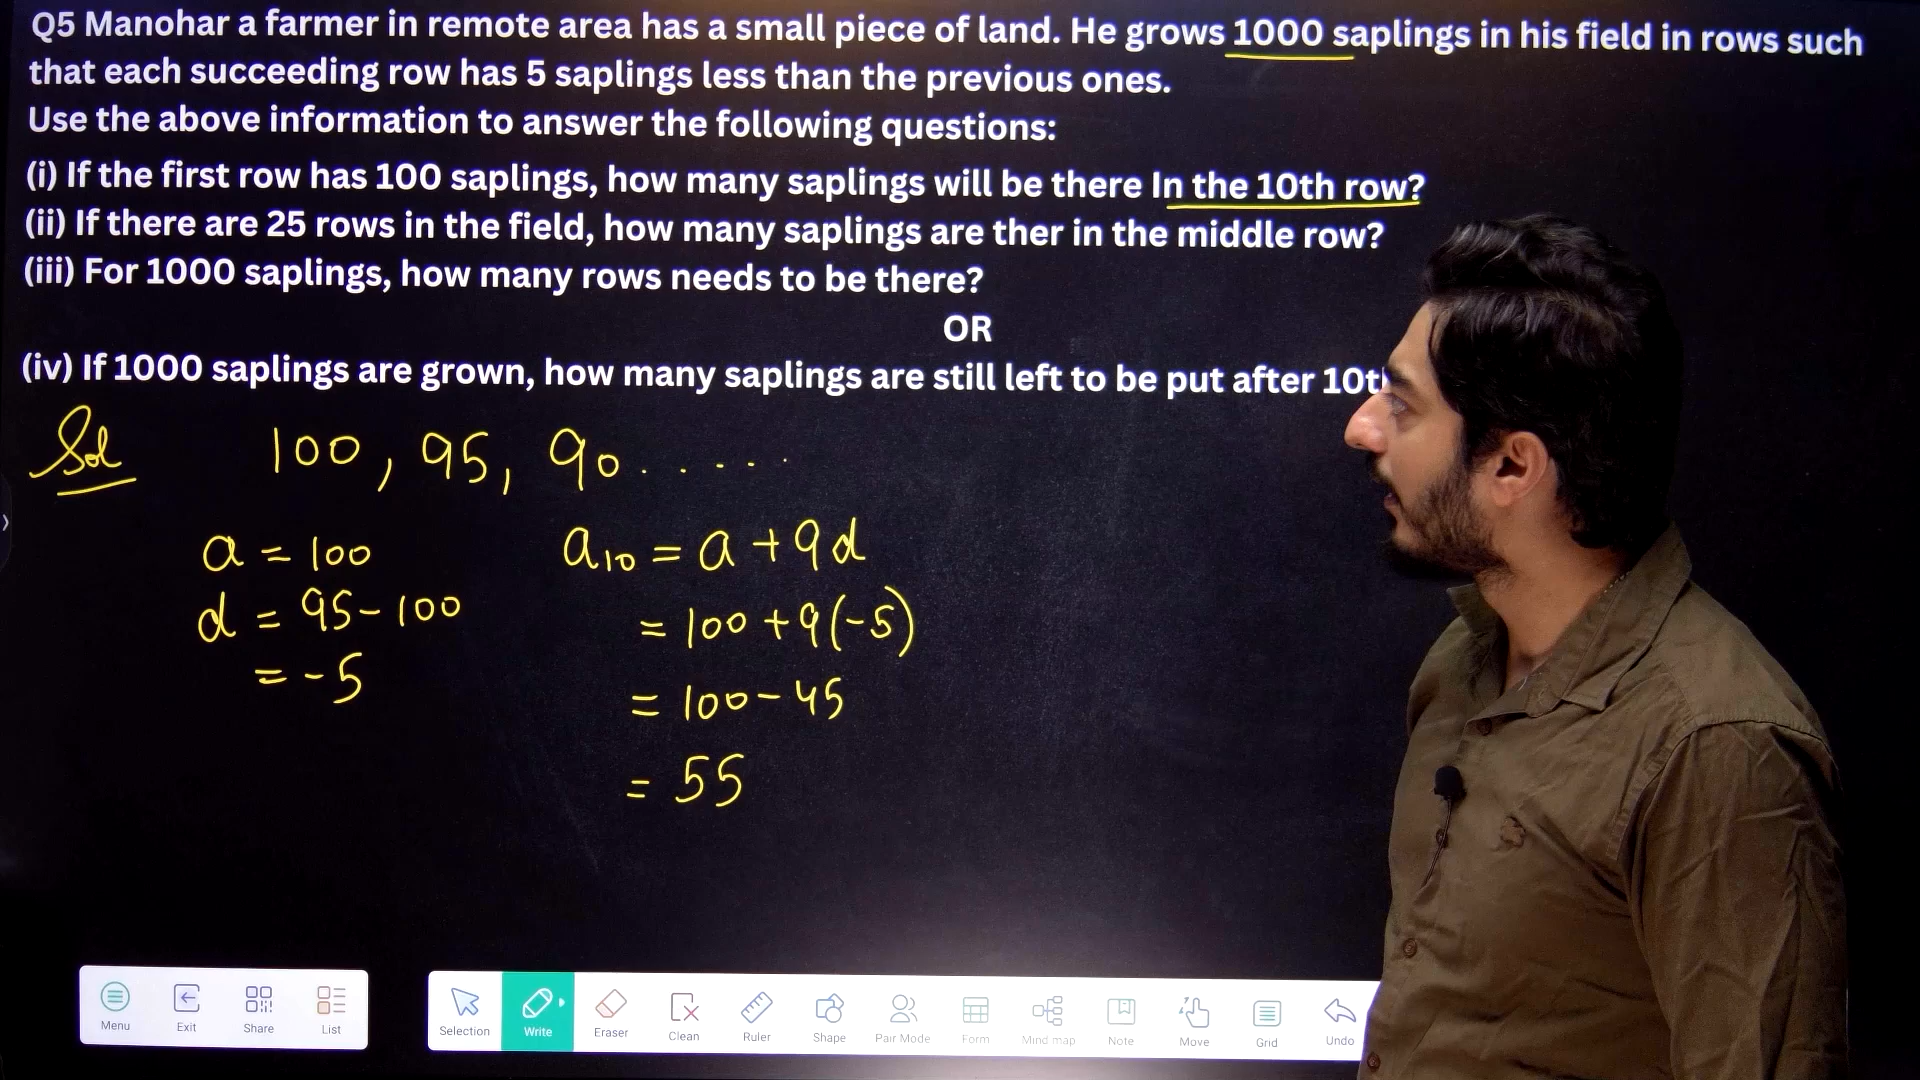 Q5 Manohar a farmer in remote area has a small piece of land. He grows 1000 saplings in his field in rows such
that each succeeding row has 5 saplings less than the previous ones.
Use the above information to answer the following questions:
(i) If the first row has 100 saplings, how many saplings will be there In the 10th row?
(ii) If there are 25 rows in the field, how many saplings are ther in the middle row?
(iii) For 1000 saplings, how many rows needs to be there?
OR
(iv) If 1000 saplings are grown, how many saplings are still left to be put after 10t
Sol 100, 95, 90.....
a = 100
d = 95-100
= -5
a10 = a + 9d
= 100 + 9(-5)
= 100 - 45
= 55
Menu Exit Share List Selection Write Eraser Clean Ruler Shape Pair Mode Form Mind map Note Move Grid Undo